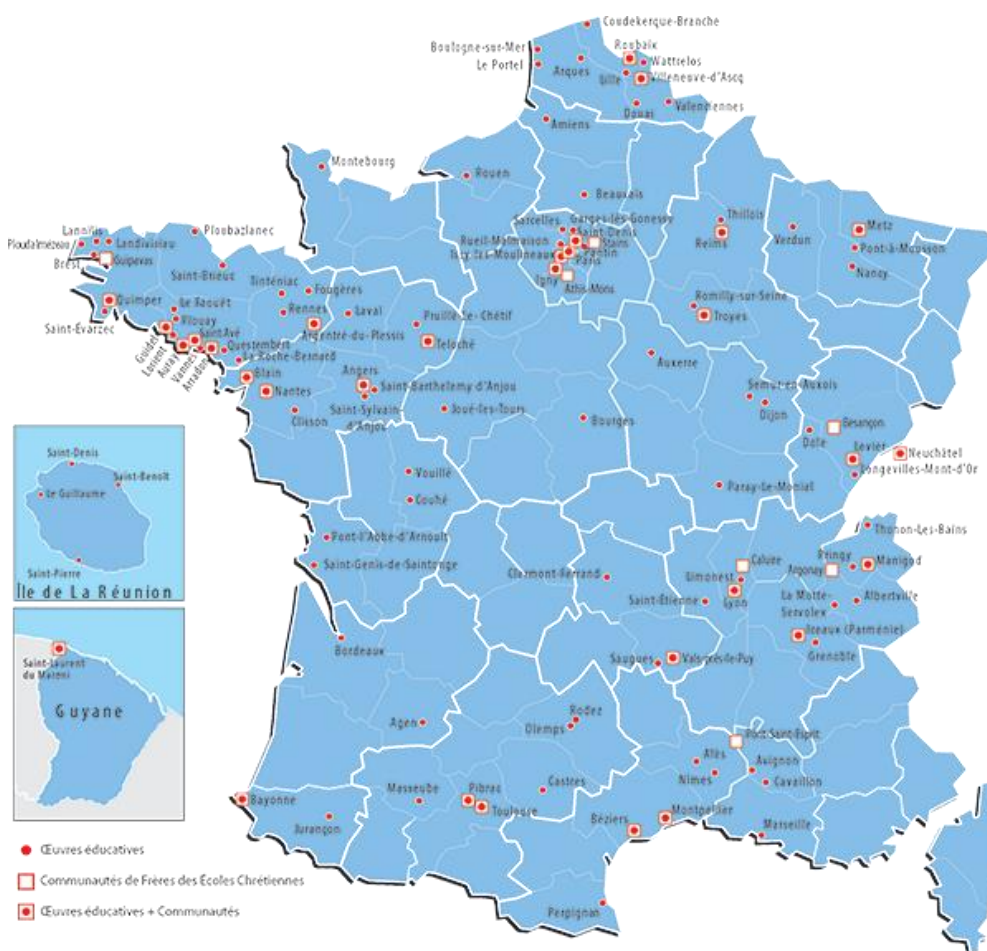 Coudekerque-Branche
Boulogne-sur-Mer
Roubaix
Le Portel
Arques
Wattrelos
Lille
Villeneuve-d'Ascq
Douai
Valenciennes
Amiens
Montebourg
Rouen
Beauvais
Sarcelles
Garges-lès-Gonesse
Thillois
Saint-Denis
Rueil-Malmaison
Stains
Reims
Verdun
Metz
Issy-les-Moulineaux
Pantin
Paris
Pont-à-Mousson
Igny
Athis-Mons
Nancy
Lannilis
Ploubazlanec
Ploudalmézeau
Landivisiau
Brest
Guipavas
Saint-Brieuc
Tinténiac
Fougères
Quimper
Le Faouët
Rennes
Laval
Pruillé-Le-Chétif
Romilly-sur-Seine
Saint-Évarzec
Plouay
Argentré-du-Plessis
Troyes
Guidel
Saint Avé
Teloché
Lorient
Questembert
Auray
La Roche-Bernard
Vannes
Arradon
Auxerre
Blain
Angers
Nantes
Saint-Barthelemy d'Anjou
Semur-en-Auxois
Clisson
Saint-Sylvain-
d'Anjou
Joué-les-Tours
Bourges
Dijon
Dole
Besançon
Levier
Neuchâtel
Longevilles-Mont-d'Or
Vouillé
Couhé
Paray-Le-Monial
Saint-Denis
Saint-Benoît
Le Guillaume
Saint-Pierre
Île de La Réunion
Pont-l'Abbé-d'Arnoult
Saint-Genis-de-Saintonge
Thonon-Les-Bains
Clermont-Ferrand
Caluire
Limonest
Pringy
Argonay
Manigod
Saint-Étienne
Lyon
La Motte-
Servolex
Albertville
Izeaux (Parménie)
Grenoble
Bordeaux
Saugues
Vals-près-le-Puy
Saint-Laurent
du Maroni
Guyane
Agen
Rodez
Olemps
Pont-Saint-Esprit
Alès
Avignon
Nîmes
Cavaillon
Masseube
Pibrac
Castres
Bayonne
Toulouse
Montpellier
Jurançon
Béziers
Marseille
Perpignan
Œuvres éducatives
Communautés de Frères des Écoles Chrétiennes
Œuvres éducatives + Communautés